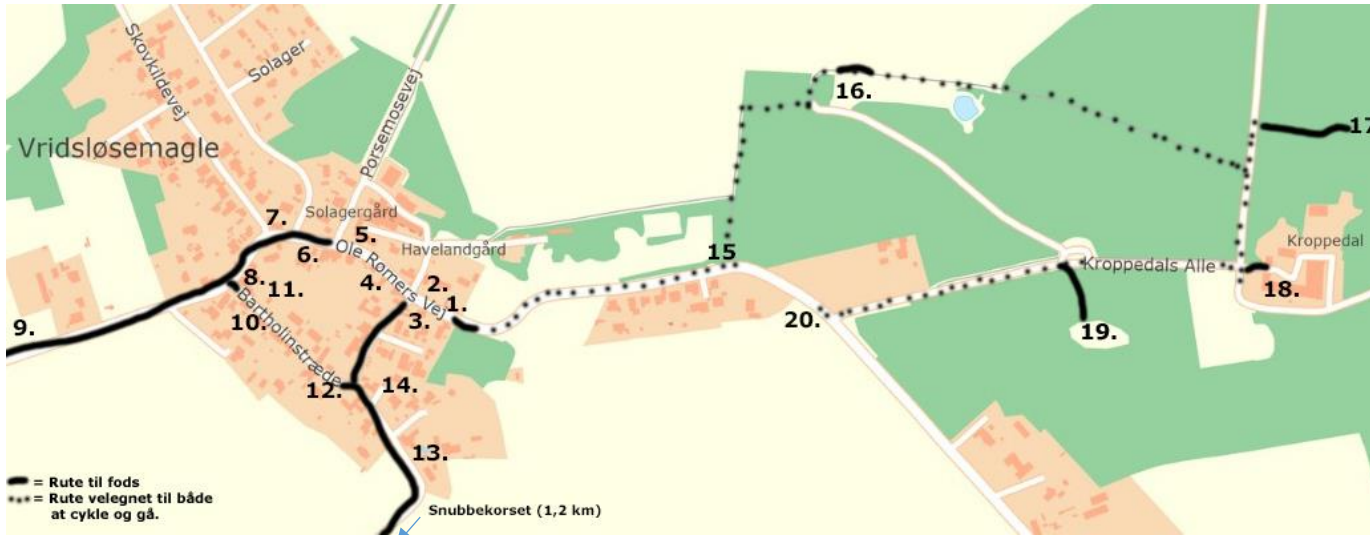 Skovkildevej
Solager
Porsemosevej
Vridsløsemagle
16.
17
7.
Solagergård
5.
6.
Havelandgård
Ole Rømers Vej
15
Kroppedal
Kroppedals Alle
8.
11.
4.
2.
1.
3.
18.
10.
Bartholinstræde
9.
20.
19.
12.
14.
13.
= Rute til fods
= Rute velegnet til både
at cykle og gå.
Snubbekorset (1,2 km)